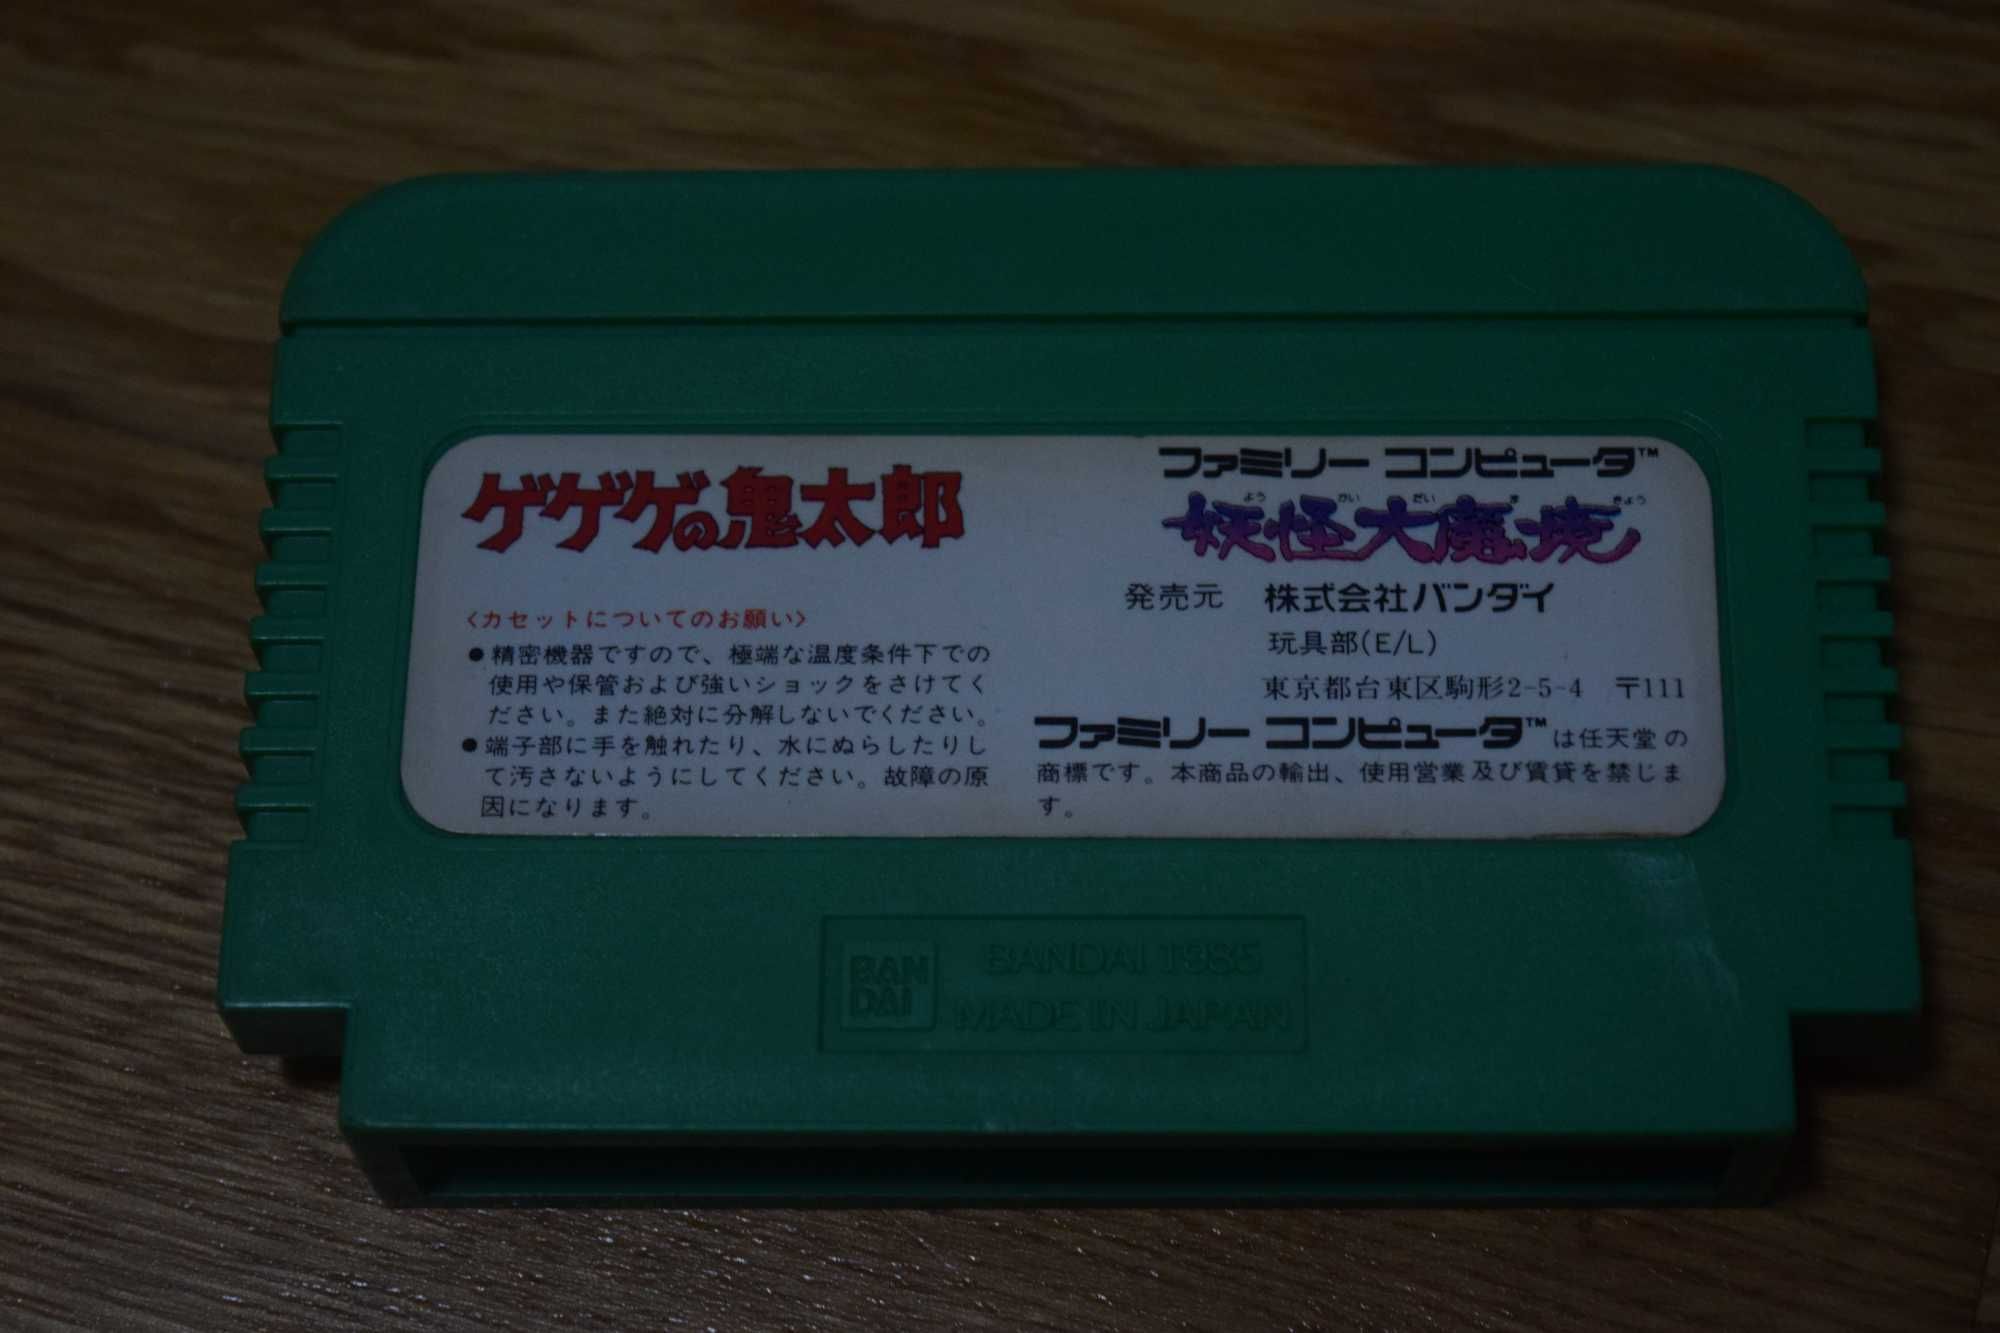 ゲゲゲの鬼太郎
<カセットについてのお願い>
●精密機器ですので、極端な温度条件下での
使用や保管および強いショックをさけてく
ださい。また絶対に分解しないでください。
●端子部に手を触れたり、水にぬらしたりし
て汚さないようにしてください。故障の原
因になります。
ファミリー コンピュータ™
よう かい だい ま きょう
妖怪大魔境
発売元 株式会社バンダイ
玩具部(E/L)
東京都台東区駒形2-5-4 〒111
ファミリー コンピュータ™は任天堂の
商標です。本商品の輸出、使用営業及び賃貸を禁じま
す。
BAN
DAI
BANDAI 1985
MADE IN JAPAN